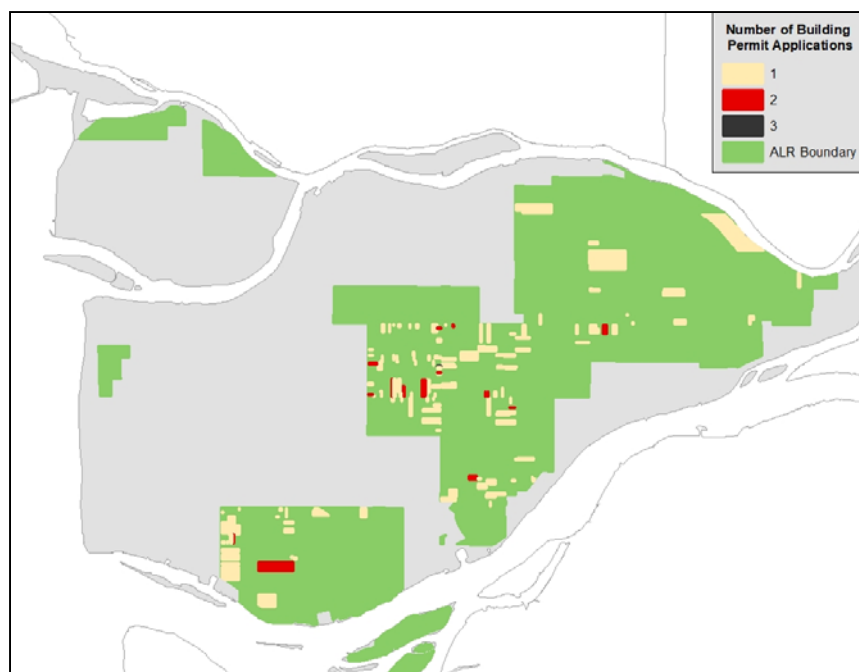 Number of Building
Permit Applications
1
2
3
ALR Boundary